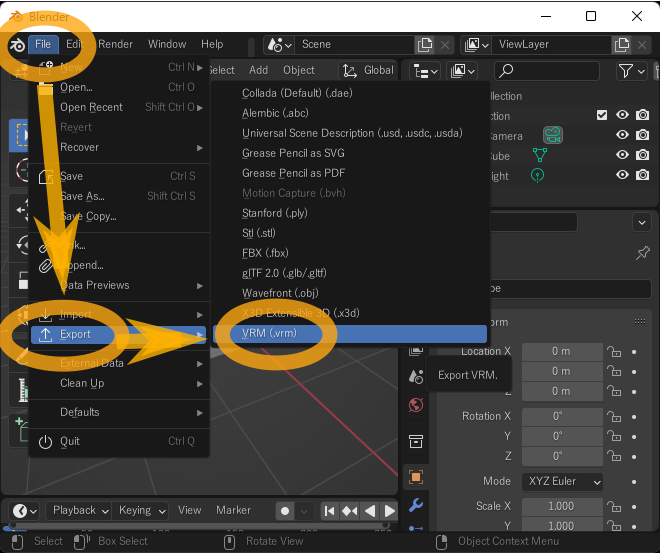 Blender
File Edit Render Window Help Scene ViewLayer
New Ctrl N
Select Add Object Global
Open... Ctrl O
Open Recent Shift Ctrl O
Revert
Recover
Save Ctrl S
Save As... Shift Ctrl S
Save Copy...
Append...
Data Previews
Import
Export
External Data
Clean Up
Defaults
Quit Ctrl Q
Collada (Default) (.dae)
Alembic (.abc)
Universal Scene Description (.usd, .usdc, .usda)
Grease Pencil as SVG
Grease Pencil as PDF
Motion Capture (.bvh)
Stanford (.ply)
Stl (.stl)
FBX (.fbx)
glTF 2.0 (.glb/.gltf)
Wavefront (.obj)
X3D Extensible 3D (.x3d)
VRM (.vrm)
Export VRM.
llection
ction
Camera
Cube
ight
be
orm
Location X 0 m
0 m
Z 0 m
Rotation X 0°
Y 0°
Z 0°
Mode XYZ Euler
Scale X 1.000
Y 1.000
Playback Keying View Marker
Select Box Select Rotate View Object Context Menu